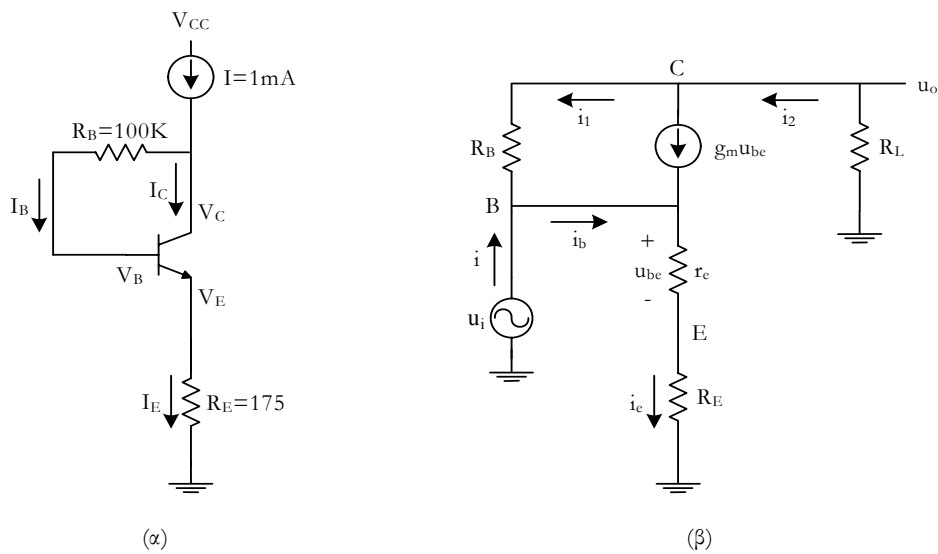 V_CC
I=1mA
R_B=100K
I_C
I_B
V_C
V_B
V_E
I_E
R_E=175
(α)
C
u_o
i_1
i_2
R_B
g_m u_be
R_L
B
i_b
+
i
u_be
r_e
-
u_i
E
i_e
R_E
(β)